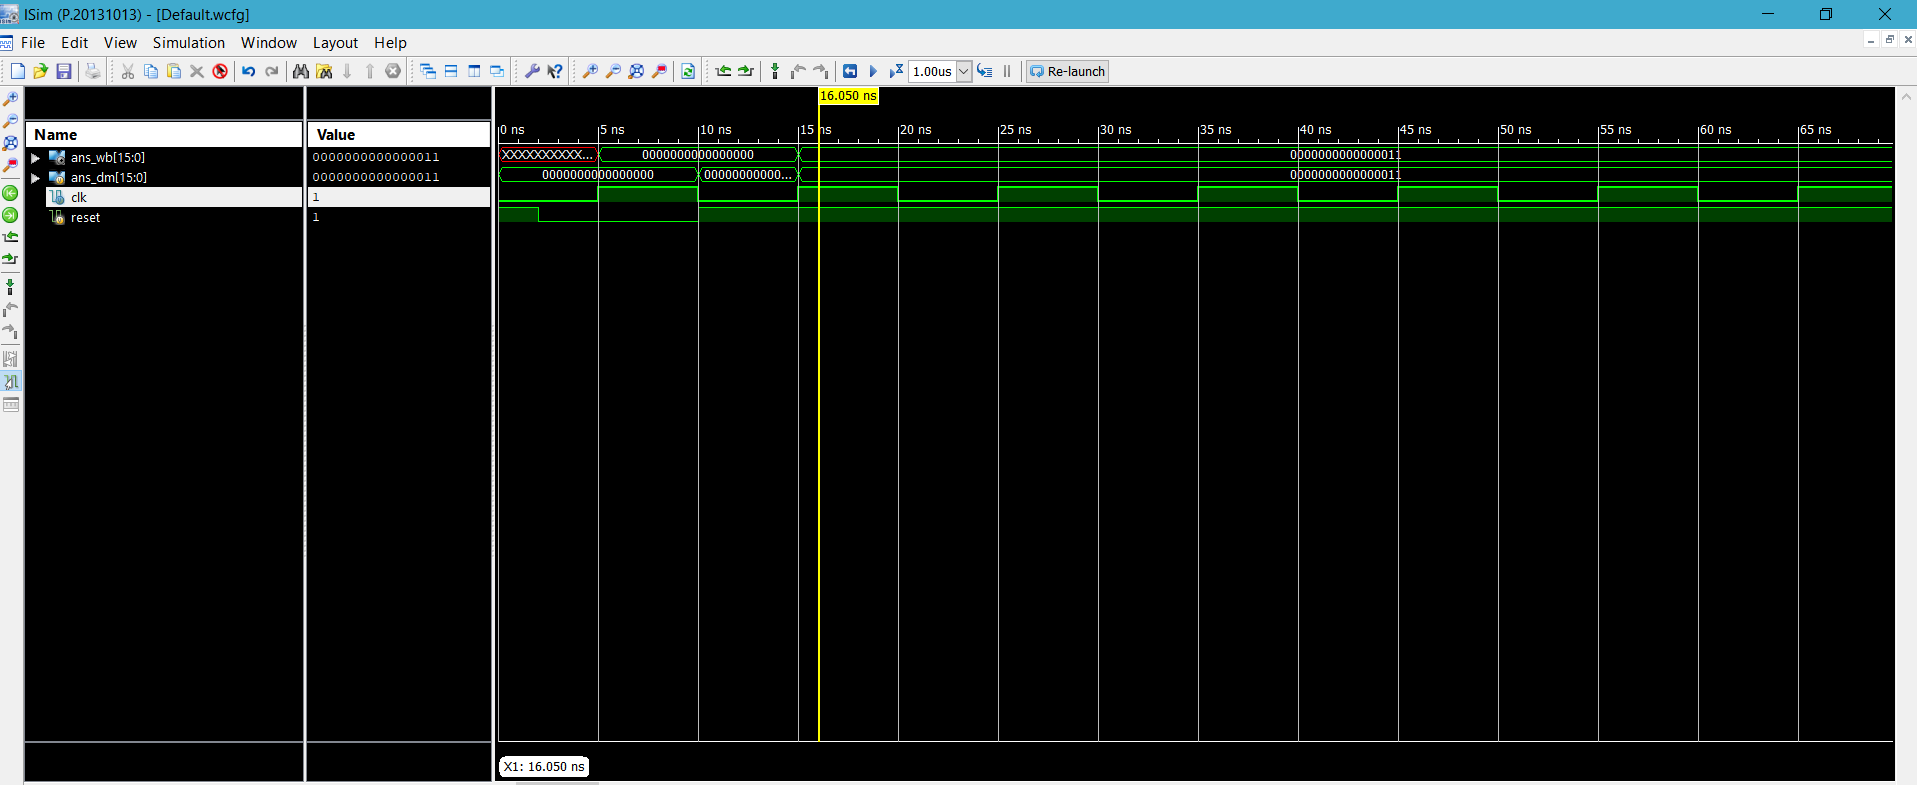 ISim (P.20131013) - [Default.wcfg]
File Edit View Simulation Window Layout Help
1.00us Re-launch
16.050 ns
0 ns 5 ns 10 ns 15 ns 20 ns 25 ns 30 ns 35 ns 40 ns 45 ns 50 ns 55 ns 60 ns 65 ns
Name Value
ans_wb[15:0] 0000000000000011 XXXXXXXXXX... 0000000000000000 0000000000000011
ans_dm[15:0] 0000000000000011 0000000000000000 00000000000... 0000000000000011
clk 1
reset 1
X1: 16.050 ns